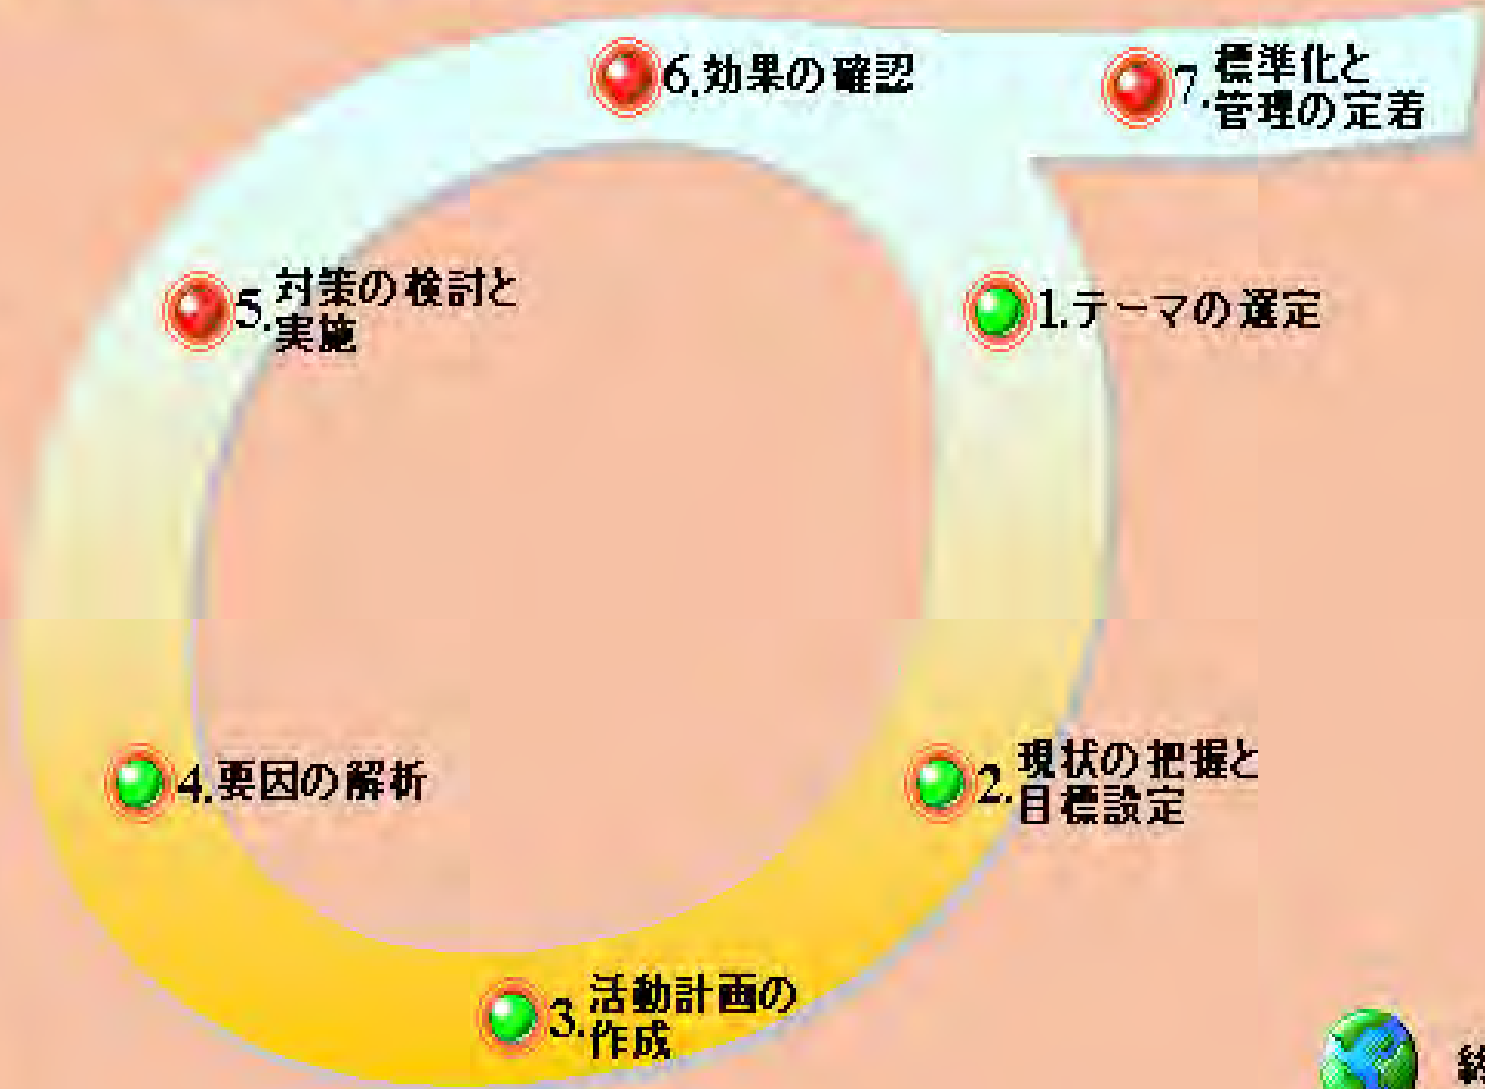 6.効果の確認
7.標準化と
管理の定着
5.対策の検討と
実施
1.テーマの選定
4.要因の解析
2.現状の把握と
目標設定
3.活動計画の
作成